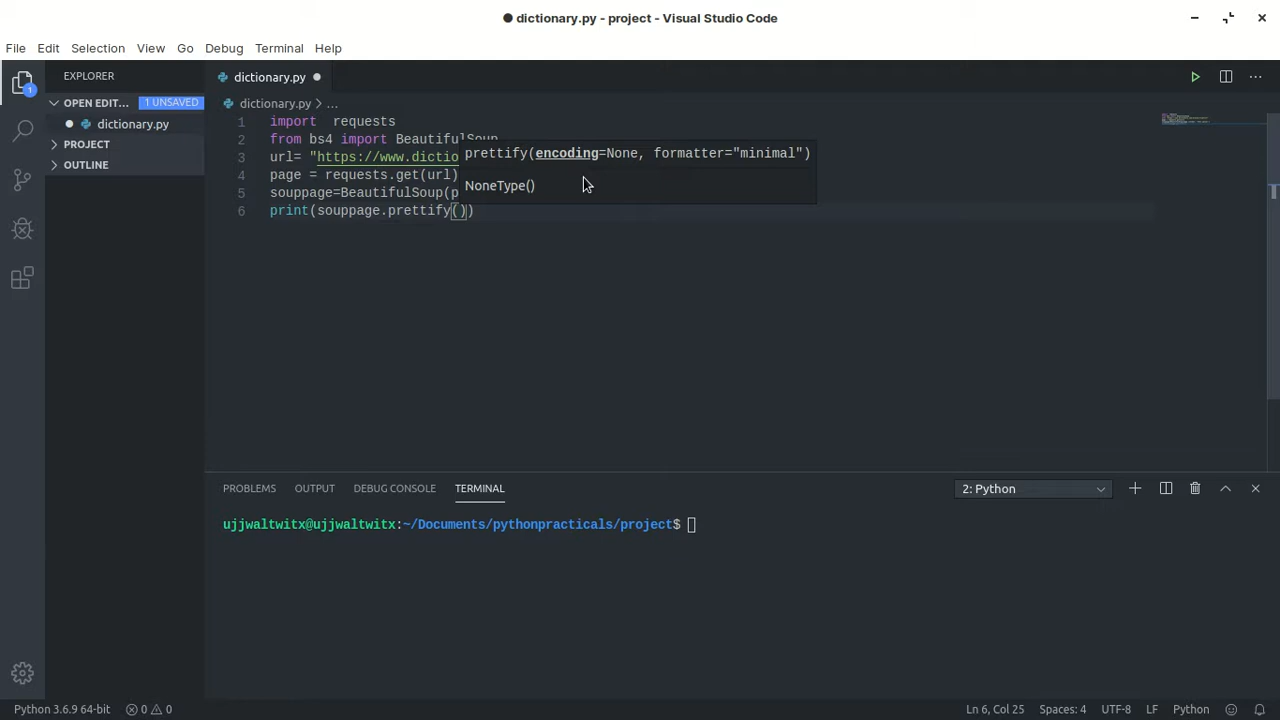 ● dictionary.py - project - Visual Studio Code
File Edit Selection View Go Debug Terminal Help
EXPLORER
dictionary.py ●
OPEN EDIT... 1 UNSAVED
dictionary.py > ...
● dictionary.py
PROJECT
OUTLINE
1
1 import  requests
2 from bs4 import BeautifulSoup
3 url= "https://www.dictio
4 page = requests.get(url)
5 souppage=BeautifulSoup(p
6 print(souppage.prettify())
prettify(encoding=None, formatter="minimal")
NoneType()
PROBLEMS OUTPUT DEBUG CONSOLE TERMINAL
2: Python
ujjwaltwitx@ujjwaltwitx:~/Documents/pythonpracticals/project$
Python 3.6.9 64-bit 0 0 Ln 6, Col 25 Spaces: 4 UTF-8 LF Python